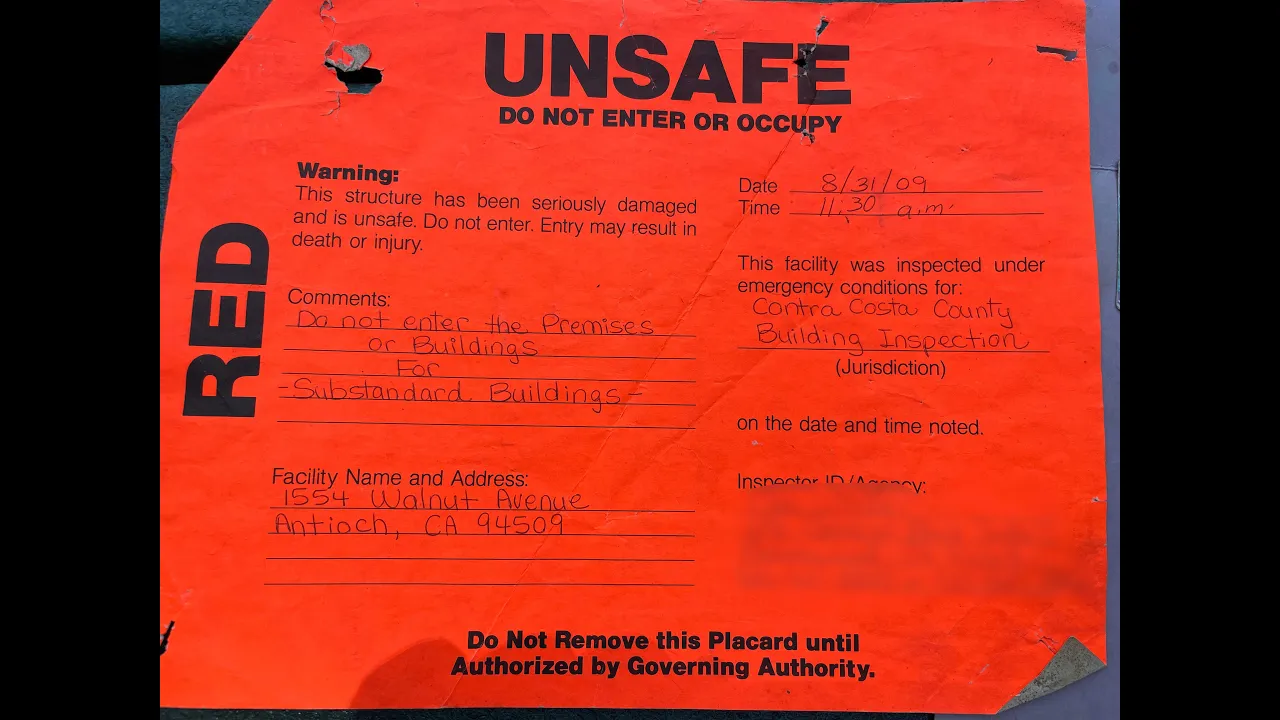 UNSAFE
DO NOT ENTER OR OCCUPY
RED
Warning:
This structure has been seriously damaged
and is unsafe. Do not enter. Entry may result in
death or injury.
Comments:
Do not enter the Premises
or Buildings
For
-Substandard Buildings-
Facility Name and Address:
1554 Walnut Avenue
Antioch, CA 94509
Date 8/31/09
Time 11:30 a.m.
This facility was inspected under
emergency conditions for:
Contra Costa County
Building Inspection
(Jurisdiction)
on the date and time noted.
Inspector ID/Agency:
Do Not Remove this Placard until
Authorized by Governing Authority.